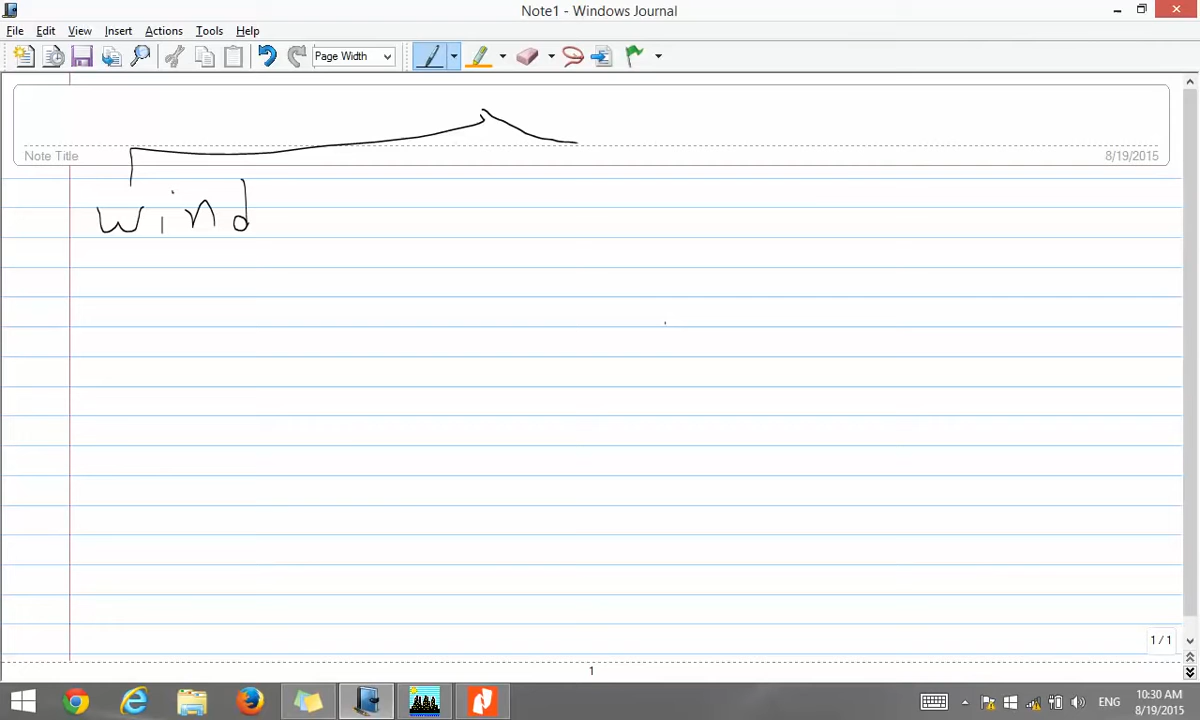 Note1 - Windows Journal
File Edit View Insert Actions Tools Help
Page Width
Note Title
8/19/2015
wind
1 / 1
1
ENG
10:30 AM
8/19/2015